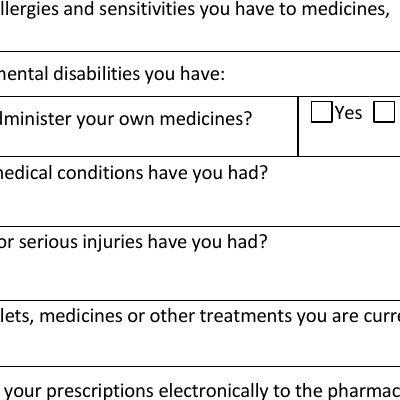 llergies and sensitivities you have to medicines,
mental disabilities you have:
dminister your own medicines?
Yes
medical conditions have you had?
or serious injuries have you had?
lets, medicines or other treatments you are curre
your prescriptions electronically to the pharmac